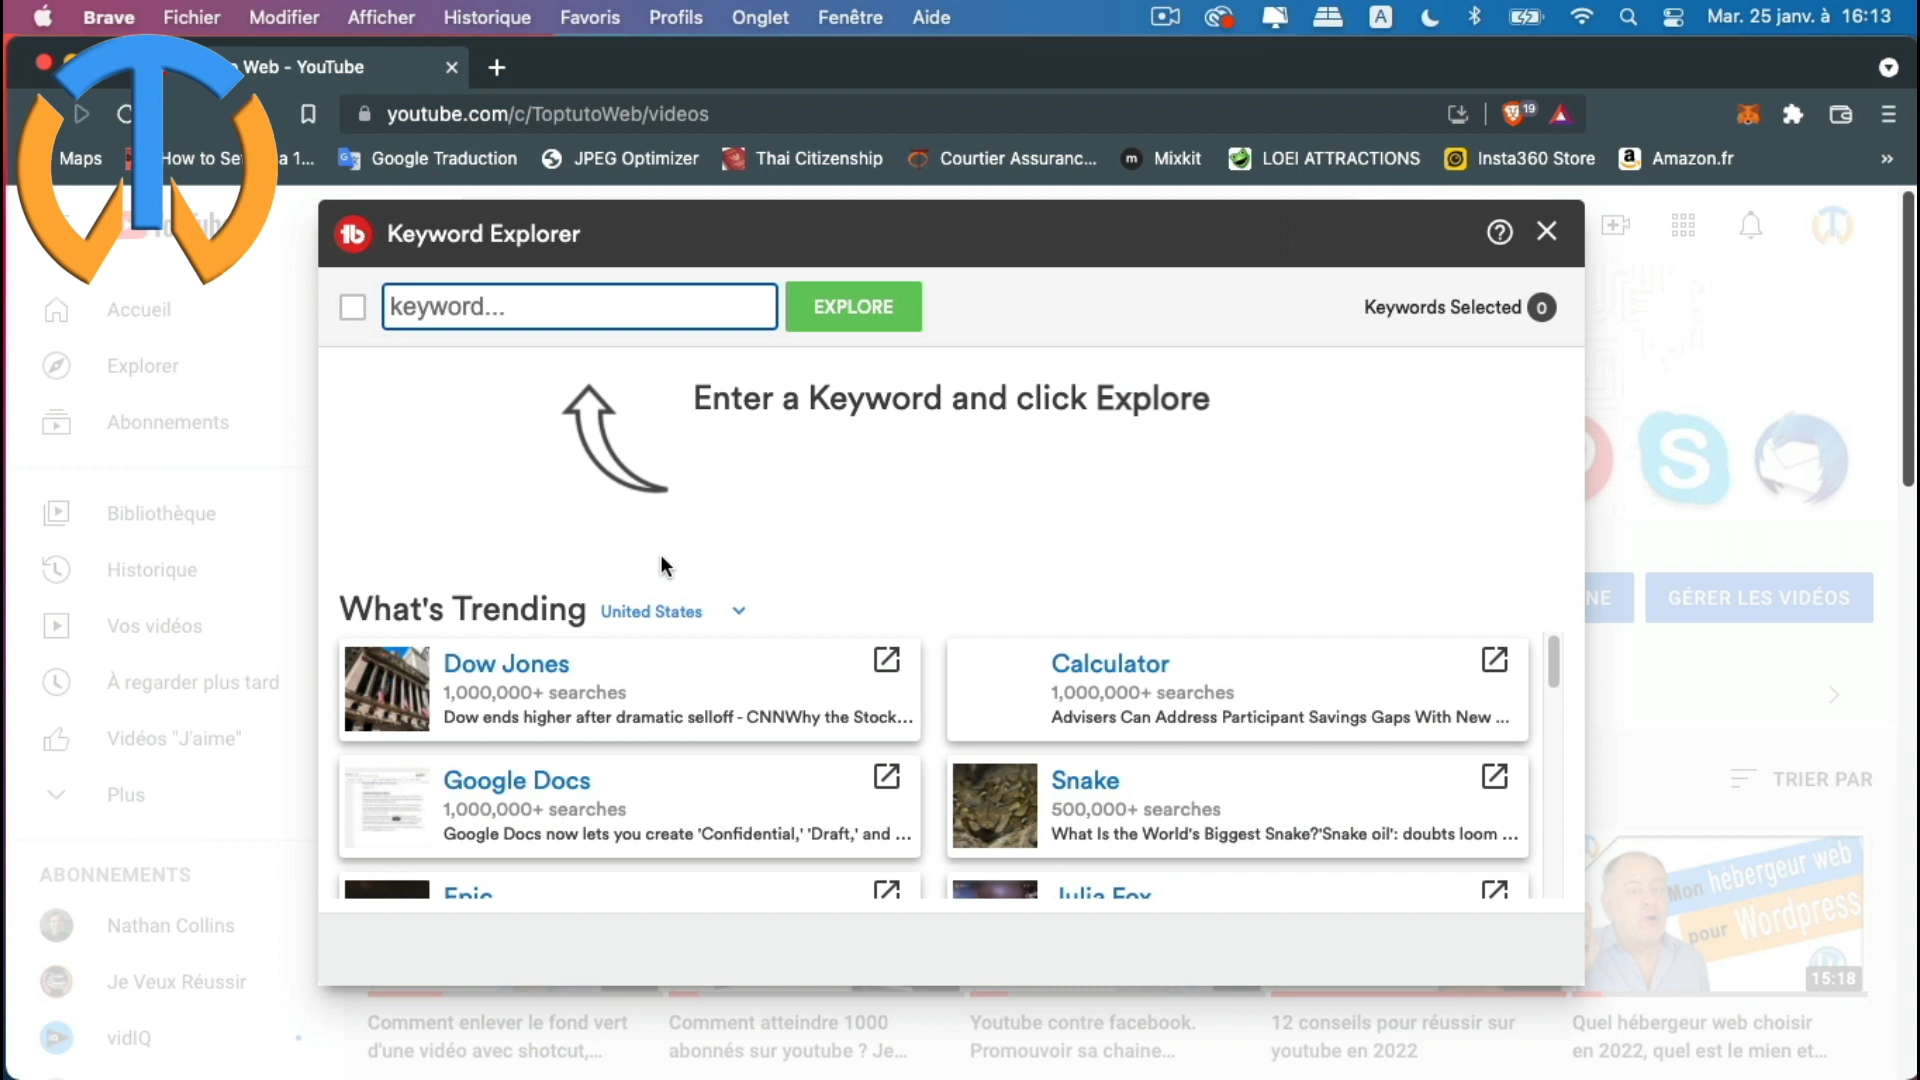 Brave Fichier Modifier Afficher Historique Favoris Profils Onglet Fenêtre Aide A Mar. 25 janv. à 16:13
Web - YouTube
youtube.com/c/ToptutoWeb/videos 19
Maps How to Se a 1... Google Traduction JPEG Optimizer Thai Citizenship Courtier Assuranc... m Mixkit LOEI ATTRACTIONS Insta360 Store Amazon.fr »
tb Keyword Explorer
keyword... EXPLORE Keywords Selected 0
Enter a Keyword and click Explore
What's Trending United States
Dow Jones
1,000,000+ searches
Dow ends higher after dramatic selloff - CNNWhy the Stock...
Calculator
1,000,000+ searches
Advisers Can Address Participant Savings Gaps With New ...
Google Docs
1,000,000+ searches
Google Docs now lets you create 'Confidential,' 'Draft,' and ...
Snake
500,000+ searches
What Is the World's Biggest Snake?'Snake oil': doubts loom ...
Epic
Julia Fox
Accueil
Explorer
Abonnements
Bibliothèque
Historique
Vos vidéos
À regarder plus tard
Vidéos "J'aime"
Plus
ABONNEMENTS
Nathan Collins
Je Veux Réussir
vidIQ
NE GÉRER LES VIDÉOS
TRIER PAR
Mon hébergeur web
pour Wordpress
15:18
Comment enlever le fond vert
d'une vidéo avec shotcut,...
Comment atteindre 1000
abonnés sur youtube ? Je...
Youtube contre facebook.
Promouvoir sa chaine...
12 conseils pour réussir sur
youtube en 2022
Quel hébergeur web choisir
en 2022, quel est le mien et...